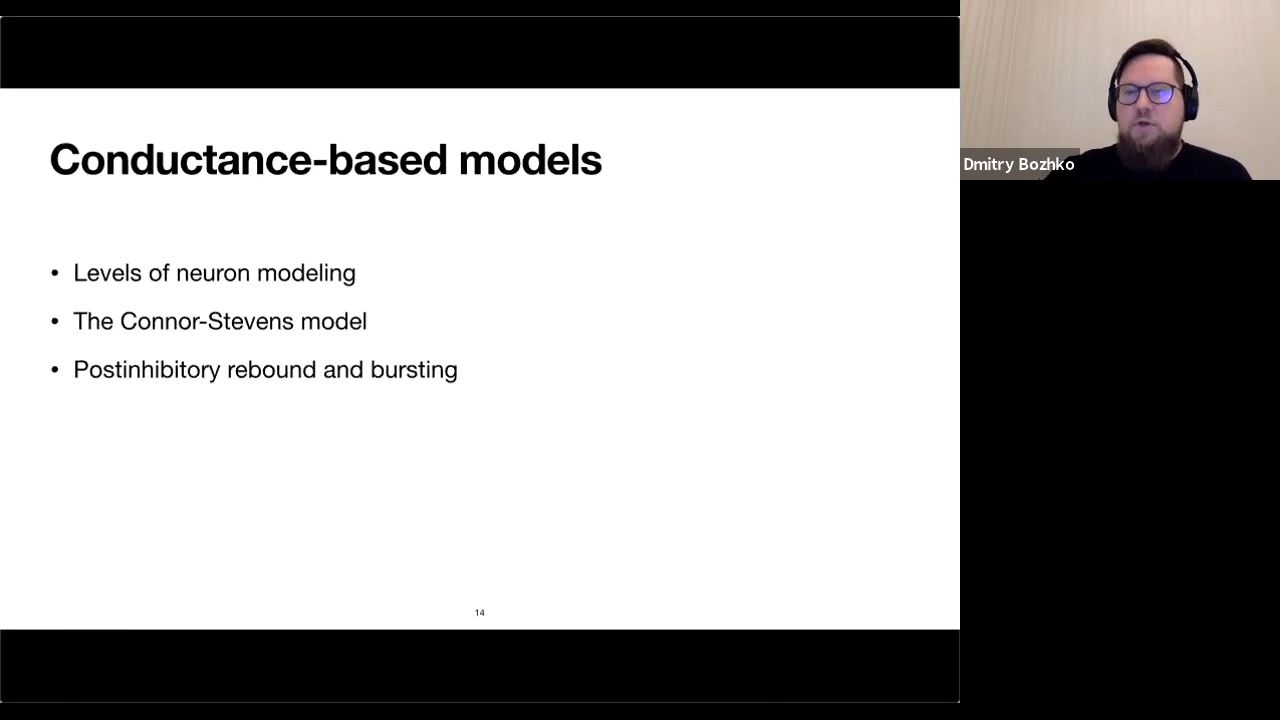 Conductance-based models
• Levels of neuron modeling
• The Connor-Stevens model
• Postinhibitory rebound and bursting
14
Dmitry Bozhko